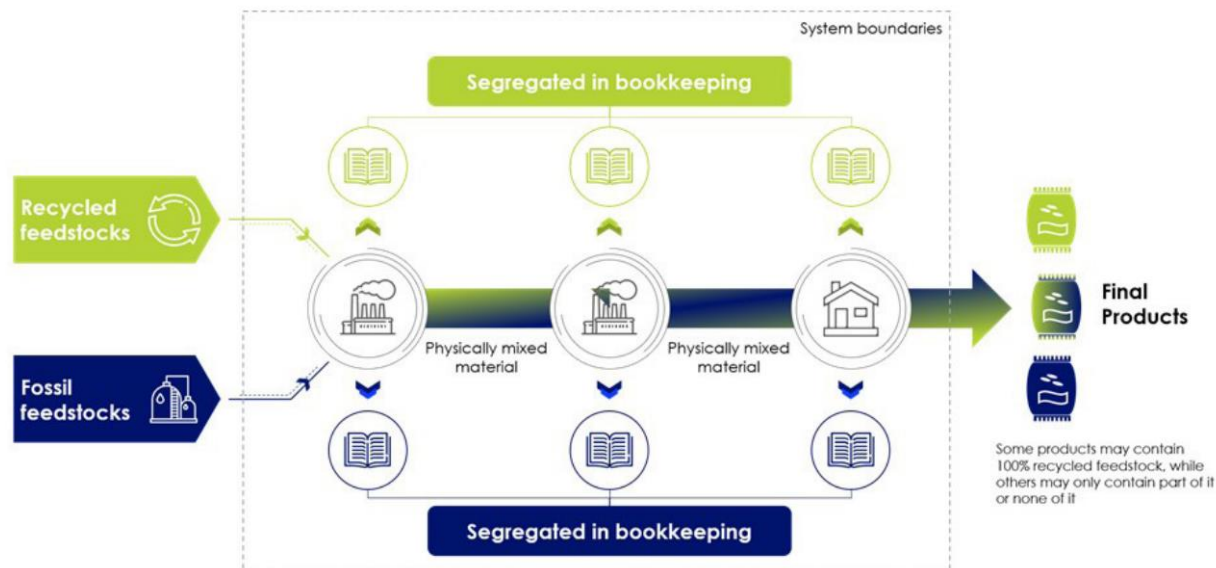 System boundaries
Segregated in bookkeeping
Recycled
feedstocks
Fossil
feedstocks
Physically mixed
material
Physically mixed
material
Final
Products
Some products may contain
100% recycled feedstock, while
others may only contain part of it
or none of it
Segregated in bookkeeping